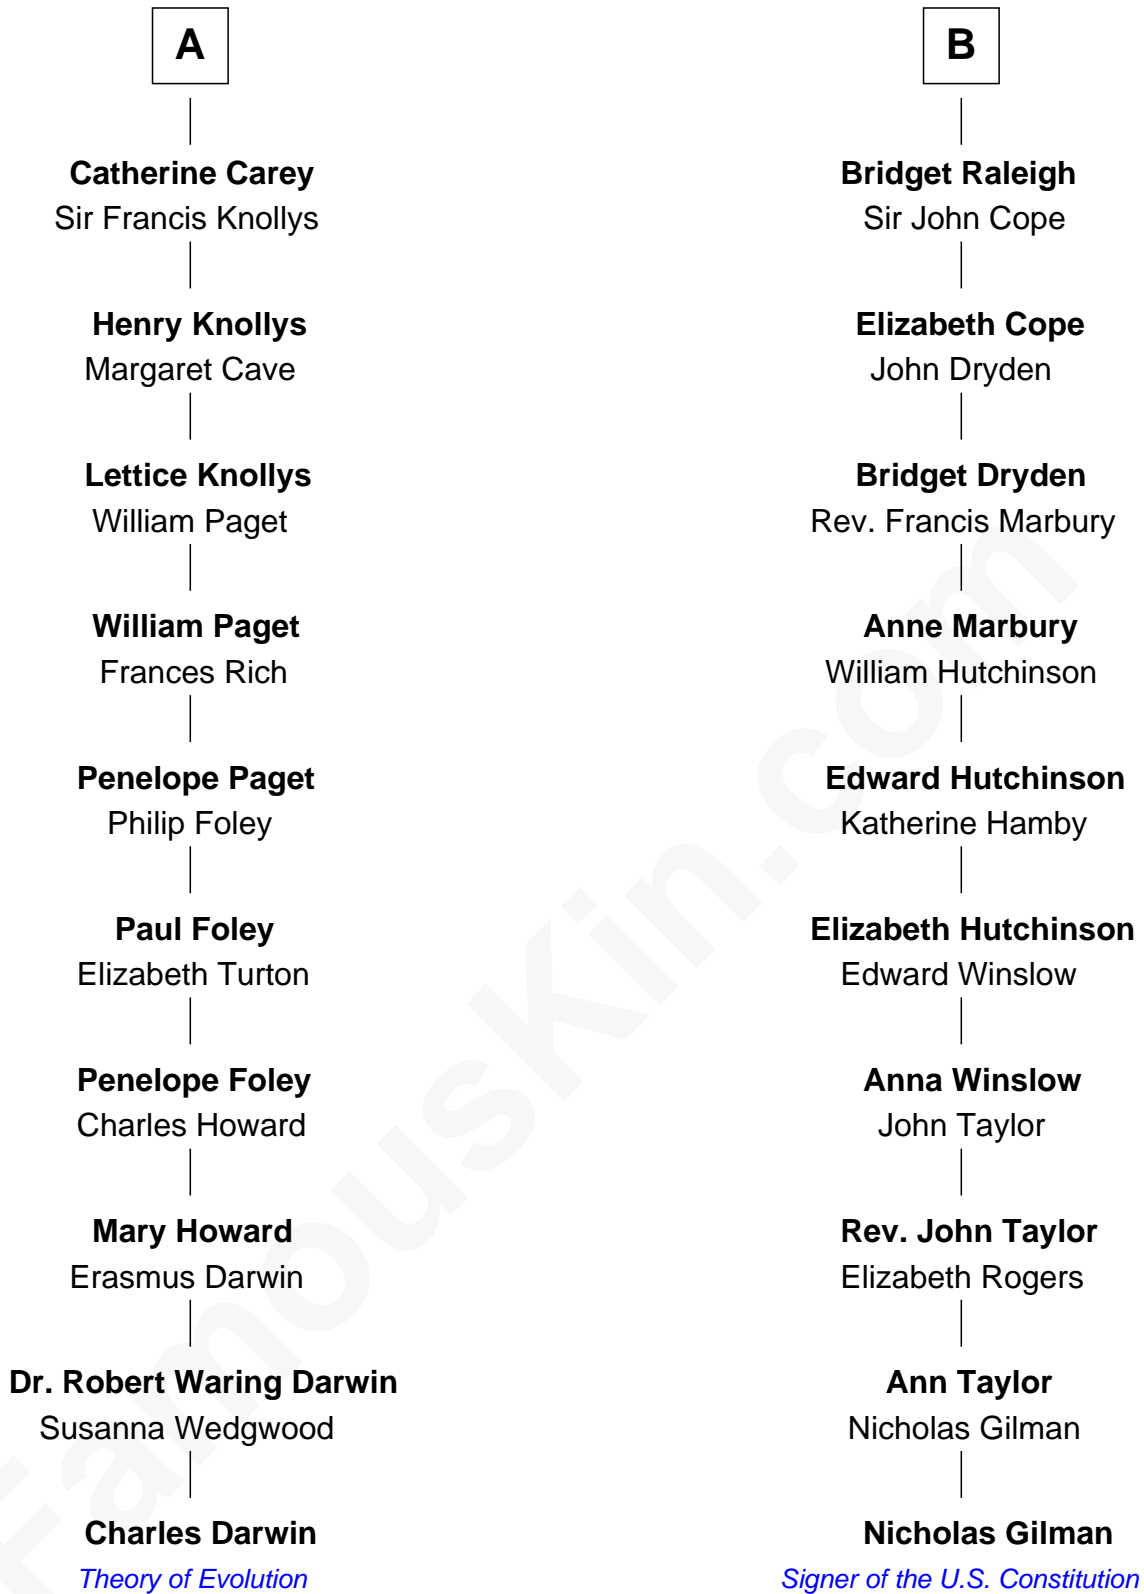 A
Catherine Carey
Sir Francis Knollys
Henry Knollys
Margaret Cave
Lettice Knollys
William Paget
William Paget
Frances Rich
Penelope Paget
Philip Foley
Paul Foley
Elizabeth Turton
Penelope Foley
Charles Howard
Mary Howard
Erasmus Darwin
Dr. Robert Waring Darwin
Susanna Wedgwood
Charles Darwin
Theory of Evolution
B
Bridget Raleigh
Sir John Cope
Elizabeth Cope
John Dryden
Bridget Dryden
Rev. Francis Marbury
Anne Marbury
William Hutchinson
Edward Hutchinson
Katherine Hamby
Elizabeth Hutchinson
Edward Winslow
Anna Winslow
John Taylor
Rev. John Taylor
Elizabeth Rogers
Ann Taylor
Nicholas Gilman
Nicholas Gilman
Signer of the U.S. Constitution
FamousKin.com